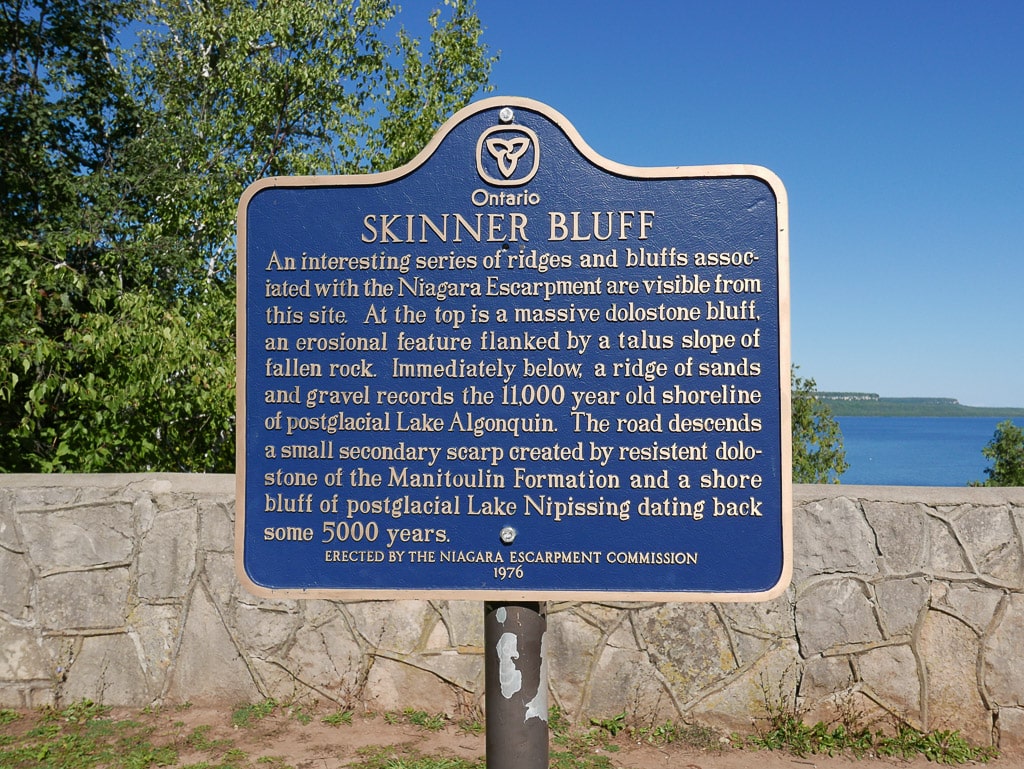 Ontario
SKINNER BLUFF
An interesting series of ridges and bluffs assoc-
iated with the Niagara Escarpment are visible from
this site. At the top is a massive dolostone bluff,
an erosional feature flanked by a talus slope of
fallen rock. Immediately below, a ridge of sands
and gravel records the 11,000 year old shoreline
of postglacial Lake Algonquin. The road descends
a small secondary scarp created by resistent dolo-
stone of the Manitoulin Formation and a shore
bluff of postglacial Lake Nipissing dating back
some 5000 years.
ERECTED BY THE NIAGARA ESCARPMENT COMMISSION
1976